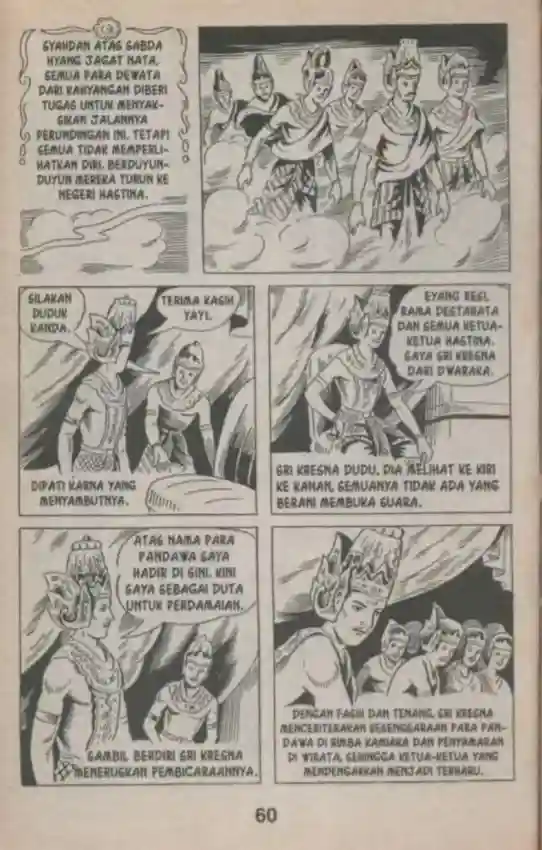 SYAHDAN ATAS SABDA
HYANG JAGAT NATA,
SEMUA PARA DEWATA
DARI KAHYANGAN DIBERI
TUGAS UNTUK MENYAK-
SIKAN JALANNYA
PERUNDINGAN INI. TETAPI
SEMUA TIDAK MEMPERLI-
HATKAN DIRI. BERDUYUN-
DUYUN MEREKA TURUN KE
NEGERI HASTINA.
SILAKAN
DUDUK
KANDA.
TERIMA KASIH
YAYI.
DIPATI KARNA YANG
MENYAMBUTNYA.
EYANG RESI,
RAMA DESTARATA
DAN SEMUA KETUA-
KETUA HASTINA.
SAYA SRI KRESNA
DARI DWARAKA.
SRI KRESNA DUDU. DIA MELIHAT KE KIRI
KE KANAN, SEMUANYA TIDAK ADA YANG
BERANI MEMBUKA SUARA.
ATAS NAMA PARA
PANDAWA SAYA
HADIR DI SINI. KINI
SAYA SEBAGAI DUTA
UNTUK PERDAMAIAN.
SAMBIL BERDIRI SRI KRESNA
MENERUSKAN PEMBICARAANNYA.
DENGAN FASIH DAN TENANG, SRI KRESNA
MENCERITERAKAN KESENGSARAAN PARA PAN-
DAWA DI RIMBA KAMIAKA DAN PENYAMARAN
DI WIRATA, SEHINGGA KETUA-KETUA YANG
MENDENGARKAN MENJADI TERHARU.
60